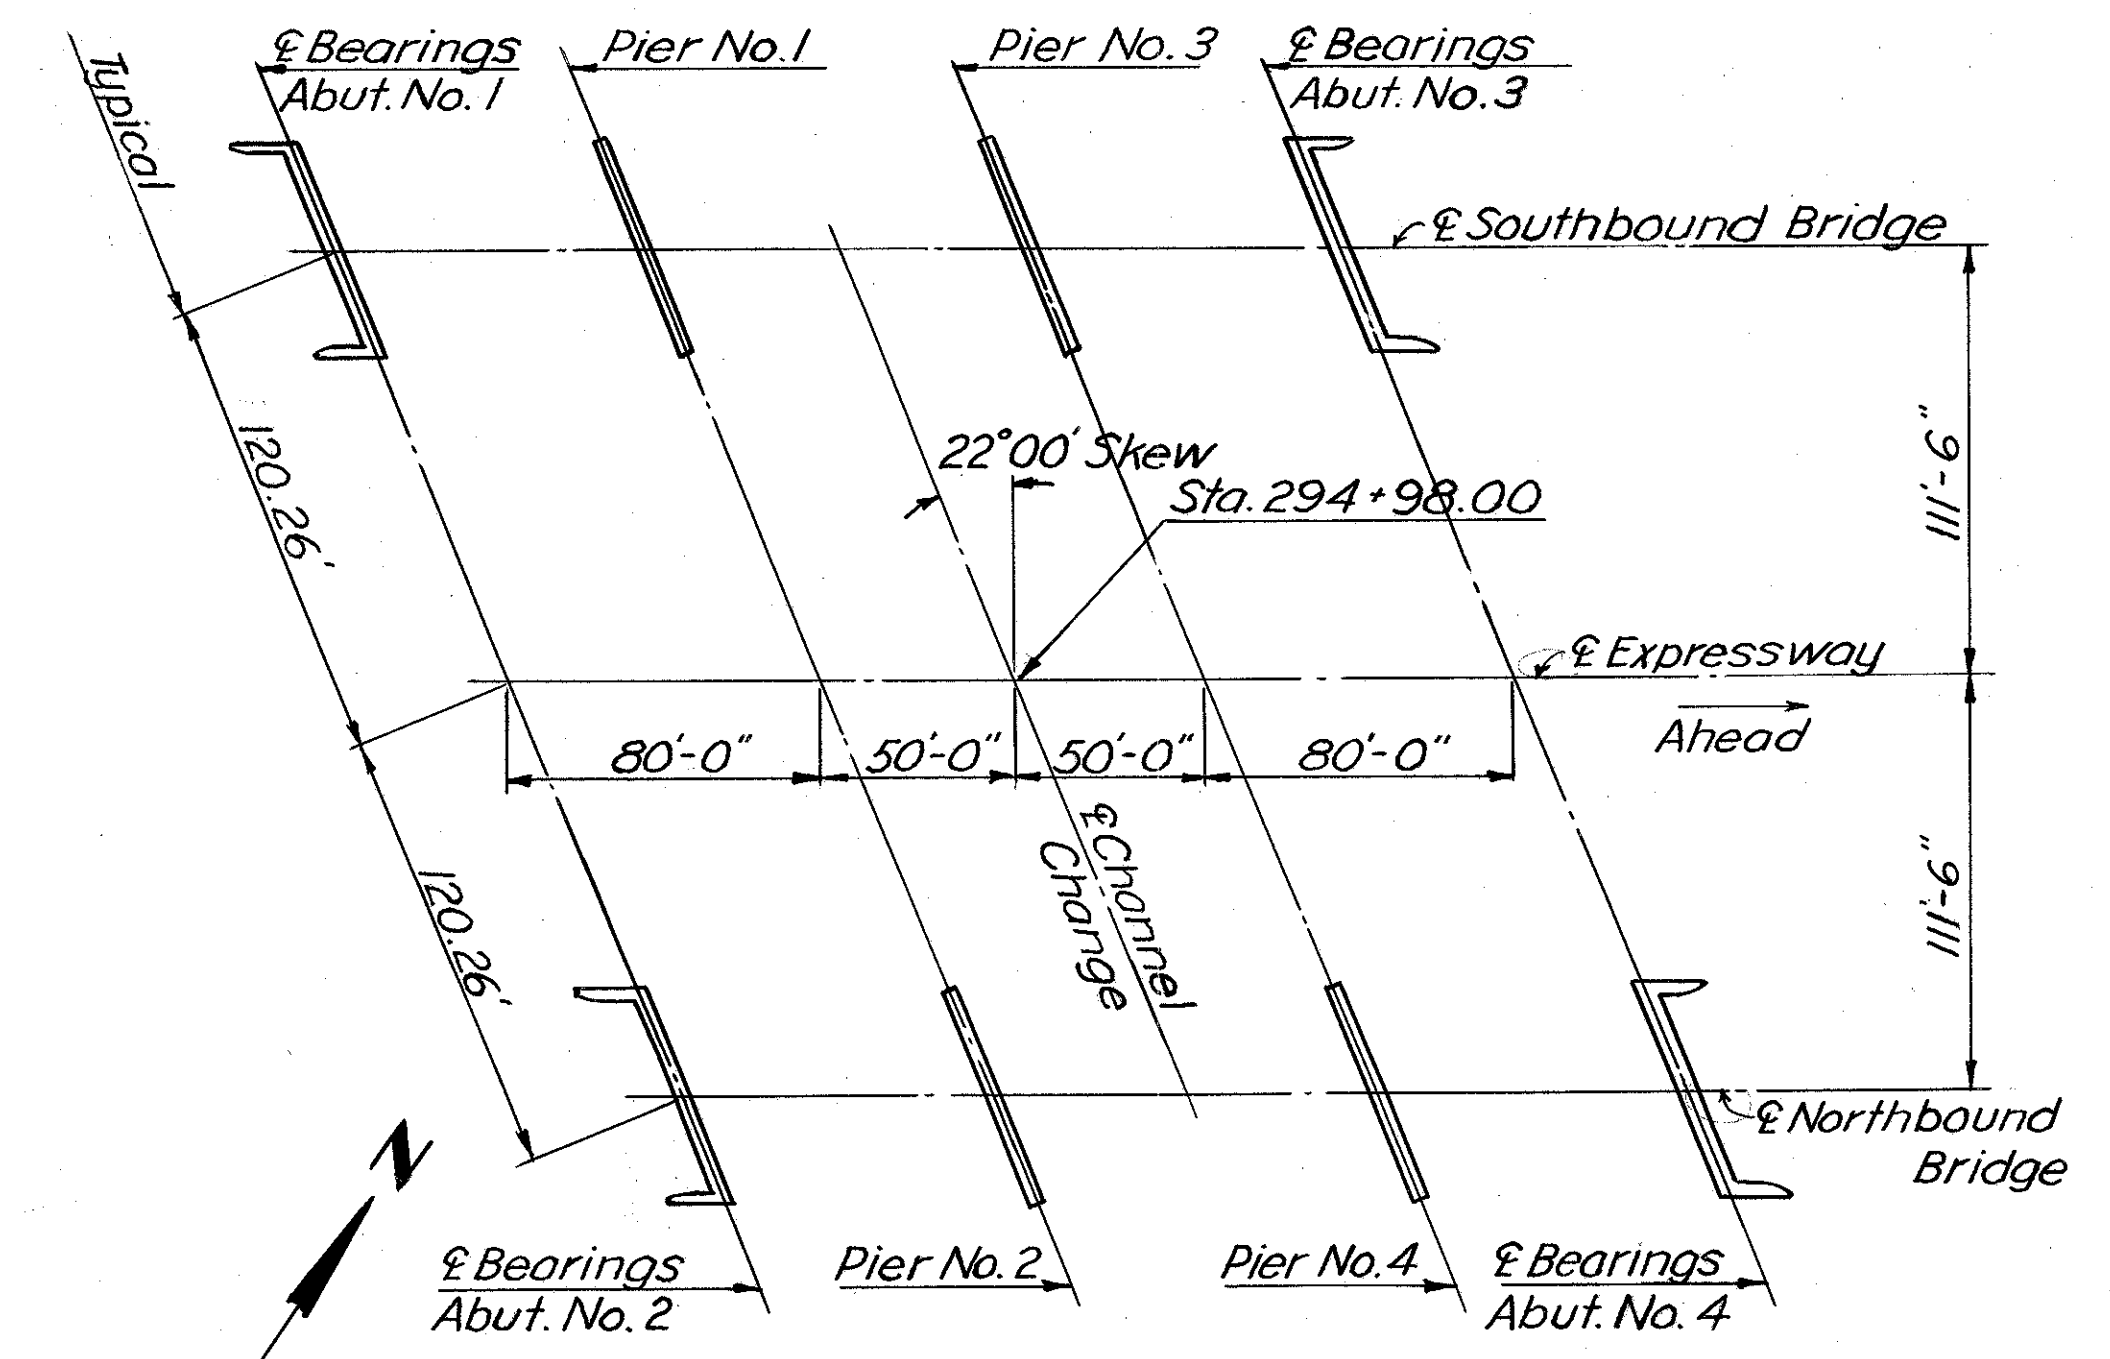 Typical
℄ Bearings
Abut. No. 1
Pier No. 1
Pier No. 3
℄ Bearings
Abut. No. 3
℄ Southbound Bridge
120.26'
22°00' Skew
Sta. 294+98.00
111'-9"
℄ Expressway
Ahead
80'-0"
50'-0"
50'-0"
80'-0"
℄ Channel
Change
120.26'
111'-9"
℄ Northbound
Bridge
N
℄ Bearings
Abut. No. 2
Pier No. 2
Pier No. 4
℄ Bearings
Abut. No. 4